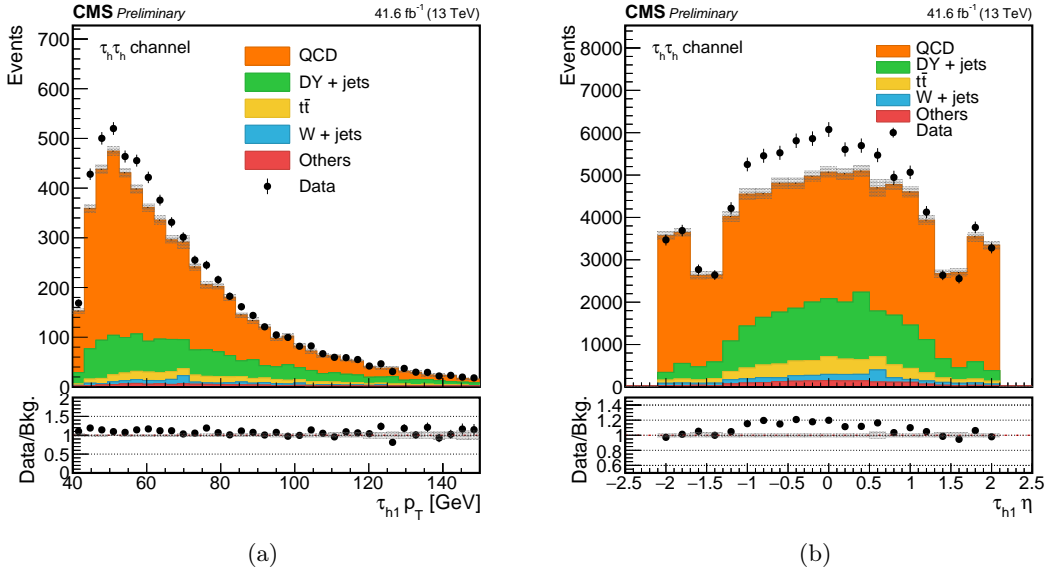 CMS Preliminary
41.6 fb⁻¹ (13 TeV)
Events
τhτh channel
QCD
DY + jets
tt̄
W + jets
Others
Data
700
600
500
400
300
200
100
0
Data/Bkg.
2
1.5
1
0.5
0
40 60 80 100 120 140
τh1 pT [GeV]
(a)
CMS Preliminary
41.6 fb⁻¹ (13 TeV)
Events
τhτh channel
QCD
DY + jets
tt̄
W + jets
Others
Data
8000
7000
6000
5000
4000
3000
2000
1000
0
Data/Bkg.
1.4
1.2
1
0.8
0.6
−2.5 −2 −1.5 −1 −0.5 0 0.5 1 1.5 2 2.5
τh1 η
(b)